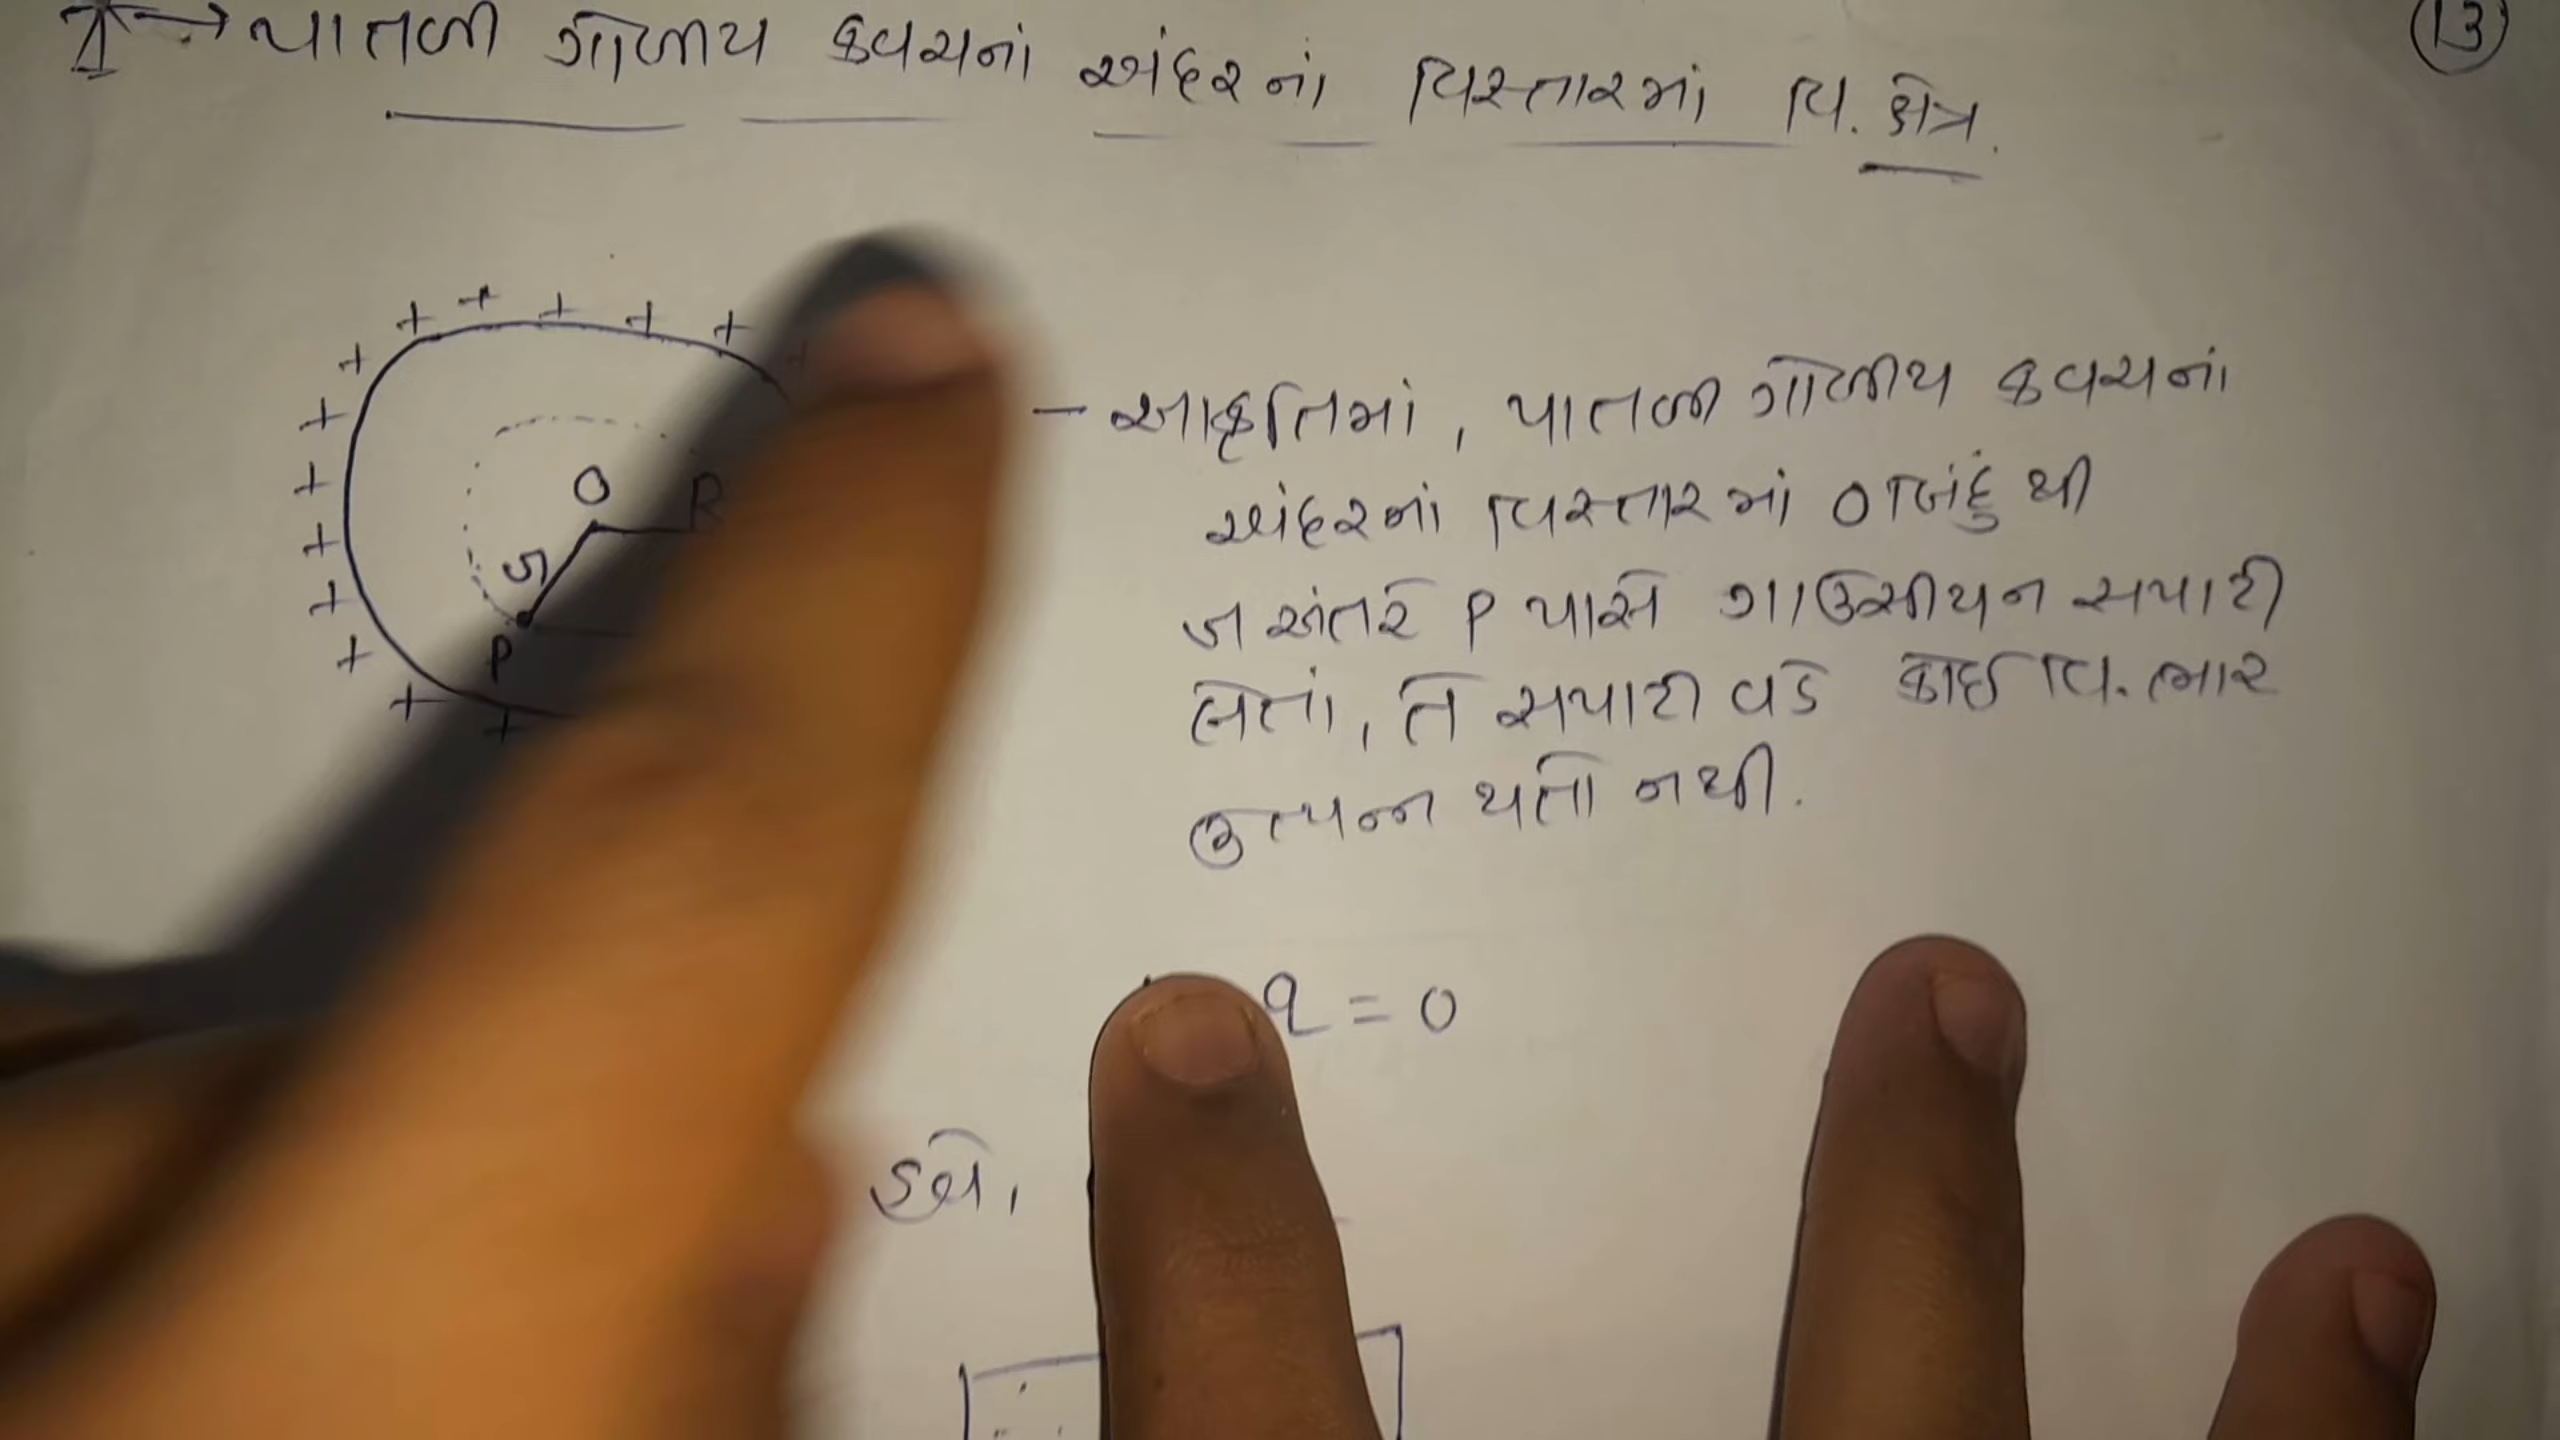 I → પાતળી ગોળીય કવચનાં અંદરનાં વિસ્તારમાં વિ. ક્ષેત્ર.
13
+ + + + +
+ + + + + + + + +
O
R
r
P
- આકૃતિમાં, પાતળી ગોળીય કવચનાં
અંદરનાં વિસ્તારમાં O બિંદુથી
r અંતરે P પાસે ગાઉસીયન સપાટી
લેતાં, તે સપાટી વડે કોઈ વિ. ભાર
ઉત્પન્ન થતો નથી.
q = 0
હવે,